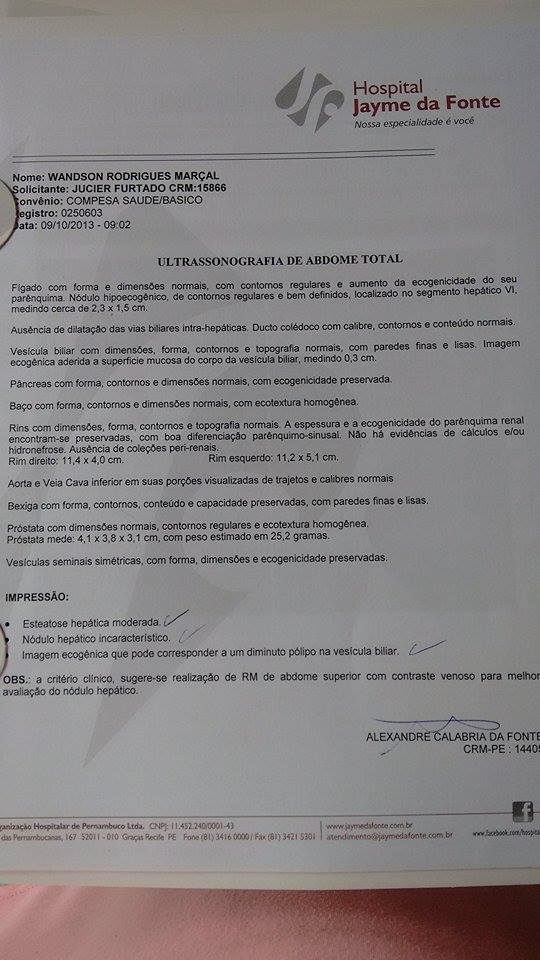 Hospital
Jayme da Fonte
Nossa especialidade é você
Nome: WANDSON RODRIGUES MARÇAL
Solicitante: JUCIER FURTADO CRM:15866
Convênio: COMPESA SAUDE/BASICO
egistro: 0250603
ata: 09/10/2013 - 09:02
ULTRASSONOGRAFIA DE ABDOME TOTAL
Fígado com forma e dimensões normais, com contornos regulares e aumento da ecogenicidade do seu
parênquima. Nódulo hipoecogênico, de contornos regulares e bem definidos, localizado no segmento hepático VI,
medindo cerca de 2,3 x 1,5 cm.
Ausência de dilatação das vias biliares intra-hepáticas. Ducto colédoco com calibre, contornos e conteúdo normais.
Vesícula biliar com dimensões, forma, contornos e topografia normais, com paredes finas e lisas. Imagem
ecogênica aderida a superficie mucosa do corpo da vesícula biliar, medindo 0,3 cm.
Pâncreas com forma, contornos e dimensões normais, com ecogenicidade preservada.
Baço com forma, contornos e dimensões normais, com ecotextura homogênea.
Rins com dimensões, forma, contornos e topografia normais. A espessura e a ecogenicidade do parênquima renal
encontram-se preservadas, com boa diferenciação parênquimo-sinusal. Não há evidências de cálculos e/ou
hidronefrose. Ausência de coleções peri-renais.
Rim direito: 11,4 x 4,0 cm. Rim esquerdo: 11,2 x 5,1 cm.
Aorta e Veia Cava inferior em suas porções visualizadas de trajetos e calibres normais
Bexiga com forma, contornos, conteúdo e capacidade preservadas, com paredes finas e lisas.
Próstata com dimensões normais, contornos regulares e ecotextura homogênea.
Próstata mede: 4,1 x 3,8 x 3,1 cm, com peso estimado em 25,2 gramas.
Vesículas seminais simétricas, com forma, dimensões e ecogenicidade preservadas.
IMPRESSÃO:
• Esteatose hepática moderada.
• Nódulo hepático incaracterístico.
• Imagem ecogênica que pode corresponder a um diminuto pólipo na vesícula biliar.
OBS.: a critério clínico, sugere-se realização de RM de abdome superior com contraste venoso para melhor
avaliação do nódulo hepático.
ALEXANDRE CALABRIA DA FONTE
CRM-PE : 14405
ganização Hospitalar de Pernambuco Ltda. CNPJ: 11.452.240/0001-43
das Pernambucanas, 167 52011 - 010 Graças Recife PE Fone (81) 3416 0000 / Fax (81) 3421 5301
www.jaymedafonte.com.br
atendimento@jaymedafonte.com.br
f
www.facebook.com/hospita